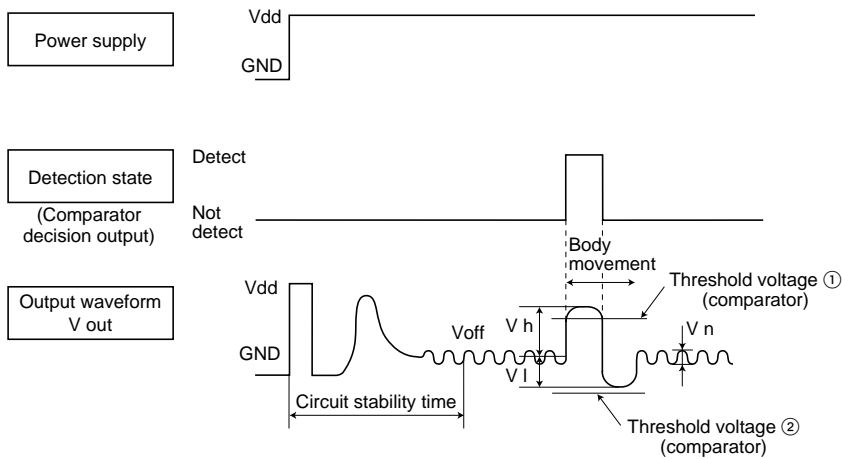 Vdd
Power supply
GND
Detect
Detection state
(Comparator
decision output)
Not
detect
Body
movement
Threshold voltage ①
(comparator)
Vdd
Output waveform
V out
V h
Voff
V n
GND
V l
Circuit stability time
Threshold voltage ②
(comparator)